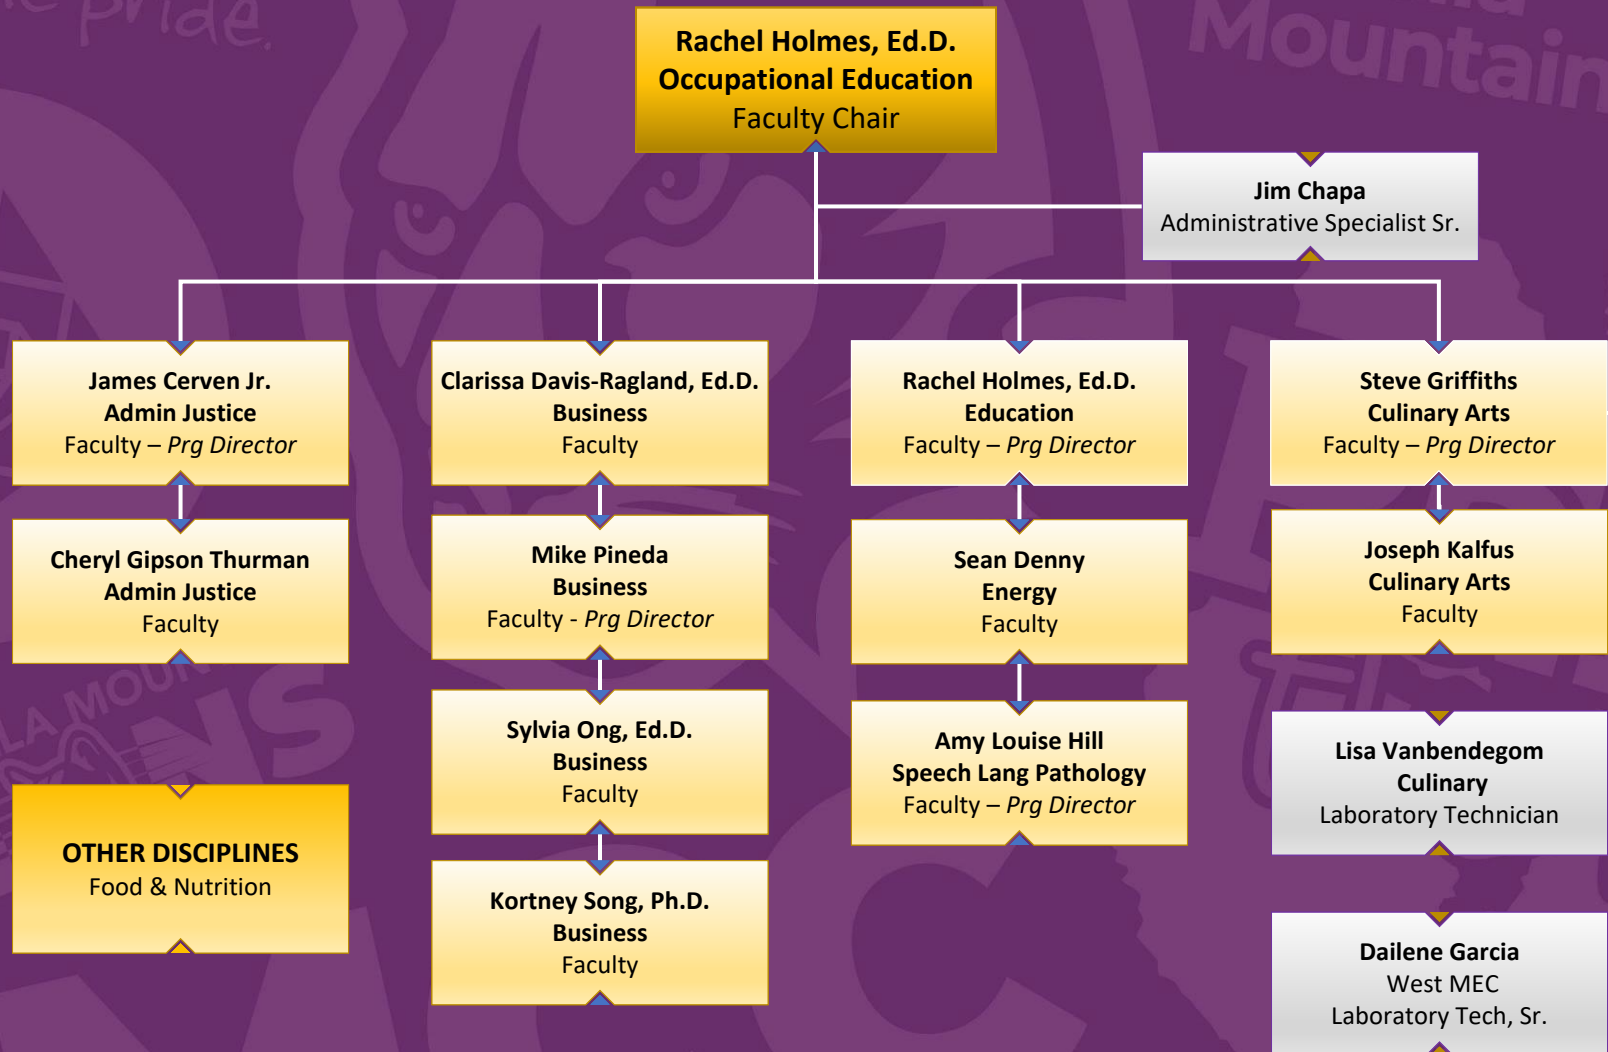 he pride.
Mountain
Rachel Holmes, Ed.D.
Occupational Education
Faculty Chair
Jim Chapa
Administrative Specialist Sr.
James Cerven Jr.
Admin Justice
Faculty – Prg Director
Clarissa Davis-Ragland, Ed.D.
Business
Faculty
Rachel Holmes, Ed.D.
Education
Faculty – Prg Director
Steve Griffiths
Culinary Arts
Faculty – Prg Director
Cheryl Gipson Thurman
Admin Justice
Faculty
Mike Pineda
Business
Faculty - Prg Director
Sean Denny
Energy
Faculty
Joseph Kalfus
Culinary Arts
Faculty
Sylvia Ong, Ed.D.
Business
Faculty
Amy Louise Hill
Speech Lang Pathology
Faculty – Prg Director
Lisa Vanbendegom
Culinary
Laboratory Technician
OTHER DISCIPLINES
Food & Nutrition
Kortney Song, Ph.D.
Business
Faculty
Dailene Garcia
West MEC
Laboratory Tech, Sr.